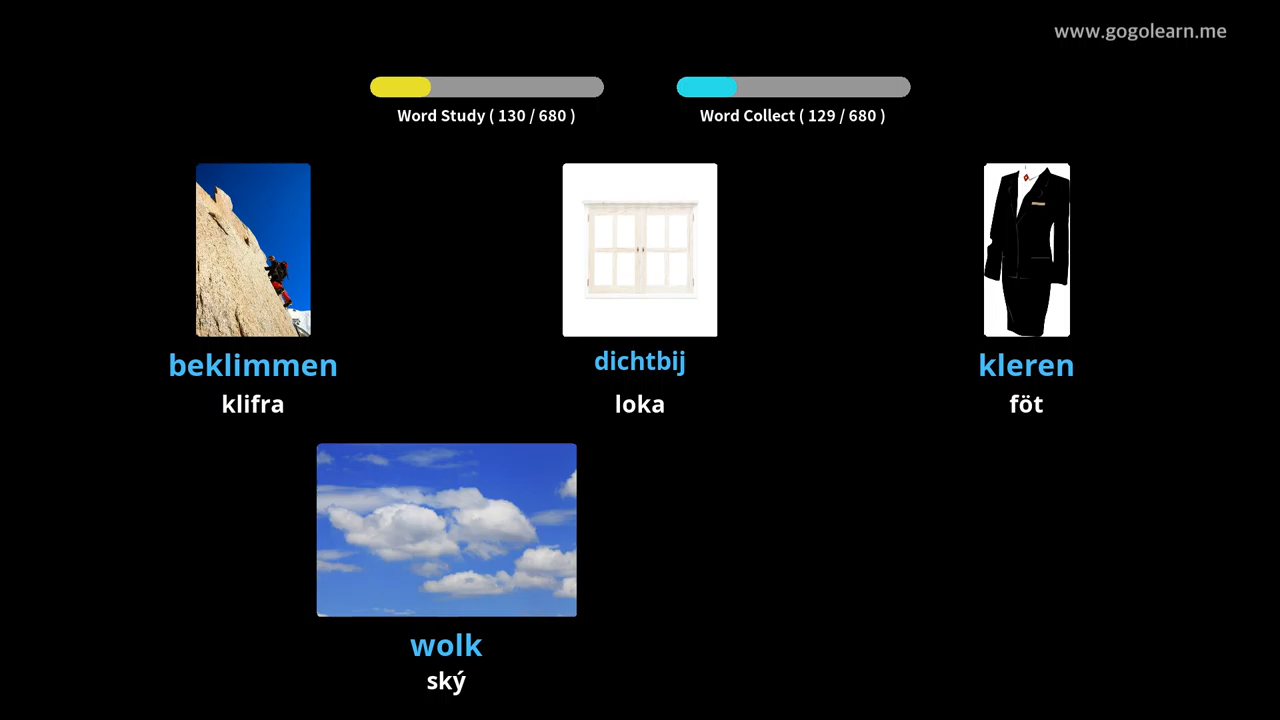 www.gogolearn.me
Word Study ( 130 / 680 )
Word Collect ( 129 / 680 )
beklimmen
klifra
dichtbij
loka
kleren
föt
wolk
ský